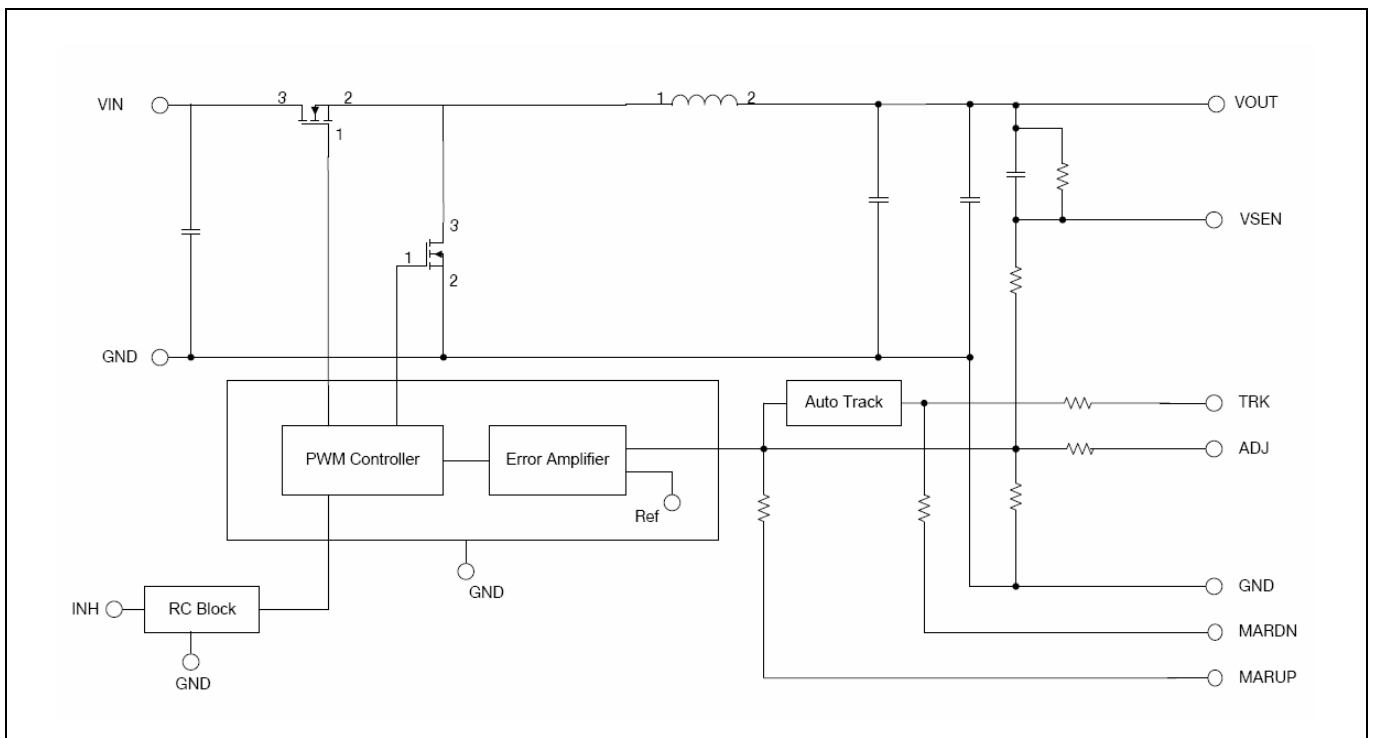 VIN
3
2
1
1
2
VOUT
VSEN
3
1
2
GND
Auto Track
TRK
PWM Controller
Error Amplifier
ADJ
Ref
GND
GND
INH
RC Block
MARDN
GND
MARUP